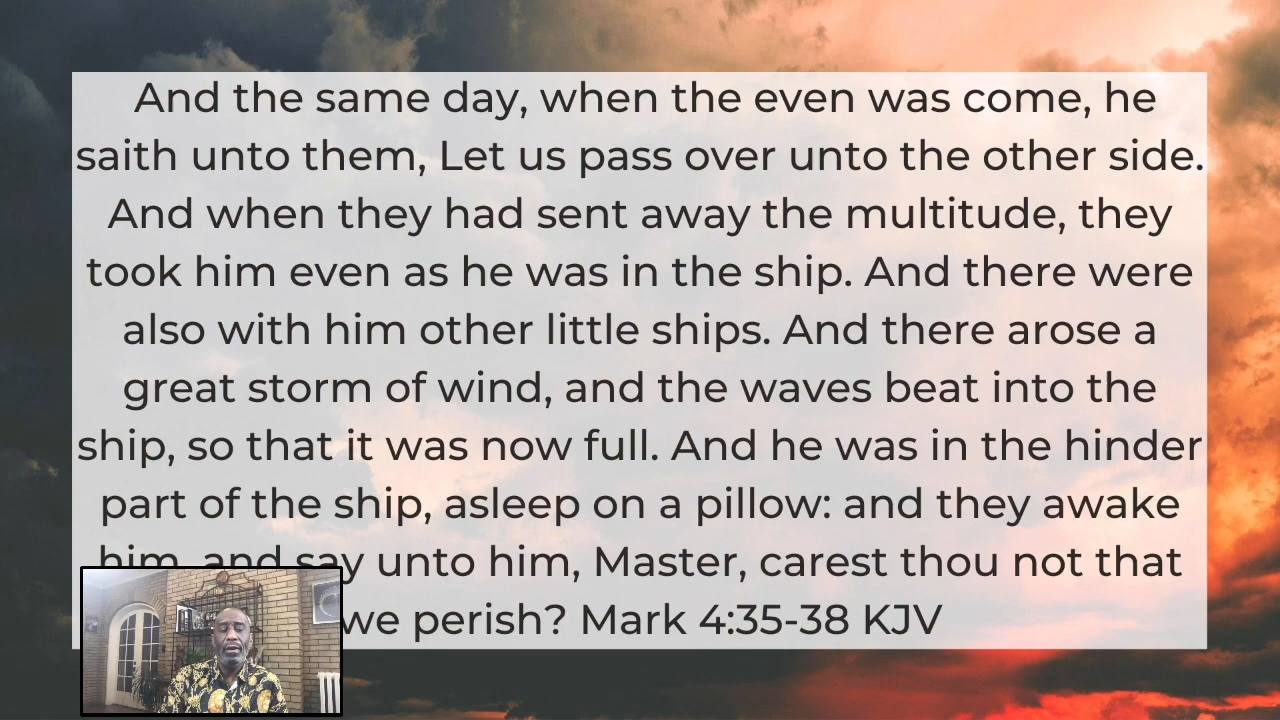 And the same day, when the even was come, he
saith unto them, Let us pass over unto the other side.
And when they had sent away the multitude, they
took him even as he was in the ship. And there were
also with him other little ships. And there arose a
great storm of wind, and the waves beat into the
ship, so that it was now full. And he was in the hinder
part of the ship, asleep on a pillow: and they awake
him, and say unto him, Master, carest thou not that
we perish? Mark 4:35-38 KJV